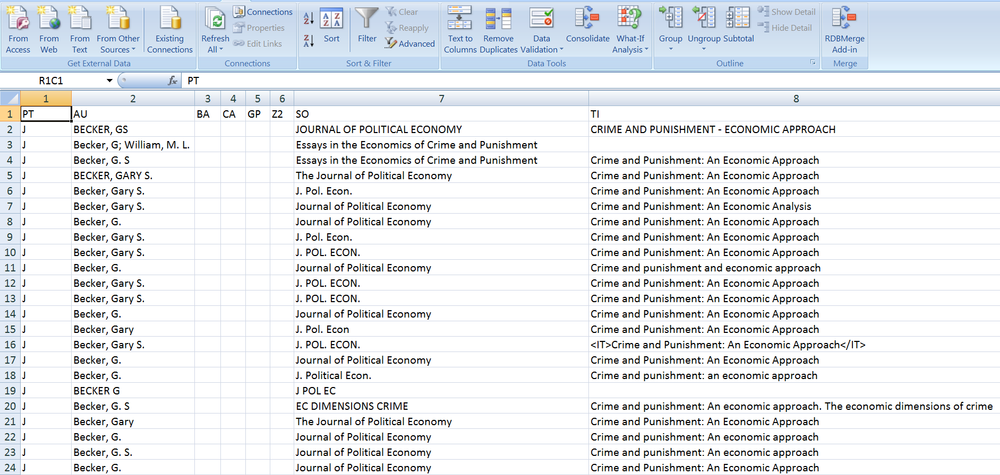 Connections Clear Show Detail
Properties Reapply Hide Detail
From Access From Web From Text From Other Sources Existing Connections Refresh All Edit Links Sort Filter Advanced Text to Columns Remove Duplicates Data Validation Consolidate What-If Analysis Group Ungroup Subtotal RDBMerge Add-in
Get External Data Connections Sort & Filter Data Tools Outline Merge
R1C1 fx PT
1 2 3 4 5 6 7 8
1 PT AU BA CA GP Z2 SO TI
2 J BECKER, GS JOURNAL OF POLITICAL ECONOMY CRIME AND PUNISHMENT - ECONOMIC APPROACH
3 J Becker, G; William, M. L. Essays in the Economics of Crime and Punishment
4 J Becker, G. S Essays in the Economics of Crime and Punishment Crime and Punishment: An Economic Approach
5 J BECKER, GARY S. The Journal of Political Economy Crime and Punishment: An Economic Approach
6 J Becker, Gary S. J. Pol. Econ. Crime and Punishment: An Economic Approach
7 J Becker, Gary S. Journal of Political Economy Crime and Punishment: An Economic Analysis
8 J Becker, G. Journal of Political Economy Crime and Punishment: An Economic Approach
9 J Becker, Gary S. J. Pol. Econ. Crime and Punishment: An Economic Approach
10 J Becker, Gary S. J. POL. ECON. Crime and Punishment: An Economic Approach
11 J Becker, G. Journal of Political Economy Crime and punishment and economic approach
12 J Becker, Gary S. J. POL. ECON. Crime and Punishment: An Economic Approach
13 J Becker, Gary S. J. POL. ECON. Crime and Punishment: An Economic Approach
14 J Becker, G. Journal of Political Economy Crime and Punishment: An Economic Approach
15 J Becker, Gary J. Pol. Econ Crime and Punishment: An Economic Approach
16 J Becker, Gary S. J. POL. ECON. <IT>Crime and Punishment: An Economic Approach</IT>
17 J Becker, G. Journal of Political Economy Crime and Punishment: An Economic Approach
18 J Becker, G. J. Political Econ. Crime and punishment: an economic approach
19 J BECKER G J POL EC
20 J Becker, G. S EC DIMENSIONS CRIME Crime and punishment: An economic approach. The economic dimensions of crime
21 J Becker, Gary The Journal of Political Economy Crime and Punishment: An Economic Approach
22 J Becker, G. Journal of Political Economy Crime and punishment: An economic approach
23 J Becker, G. S. Journal of Political Economy Crime and punishment: An economic approach
24 J Becker, G. Journal of Political Economy Crime and Punishment: An Economic Approach